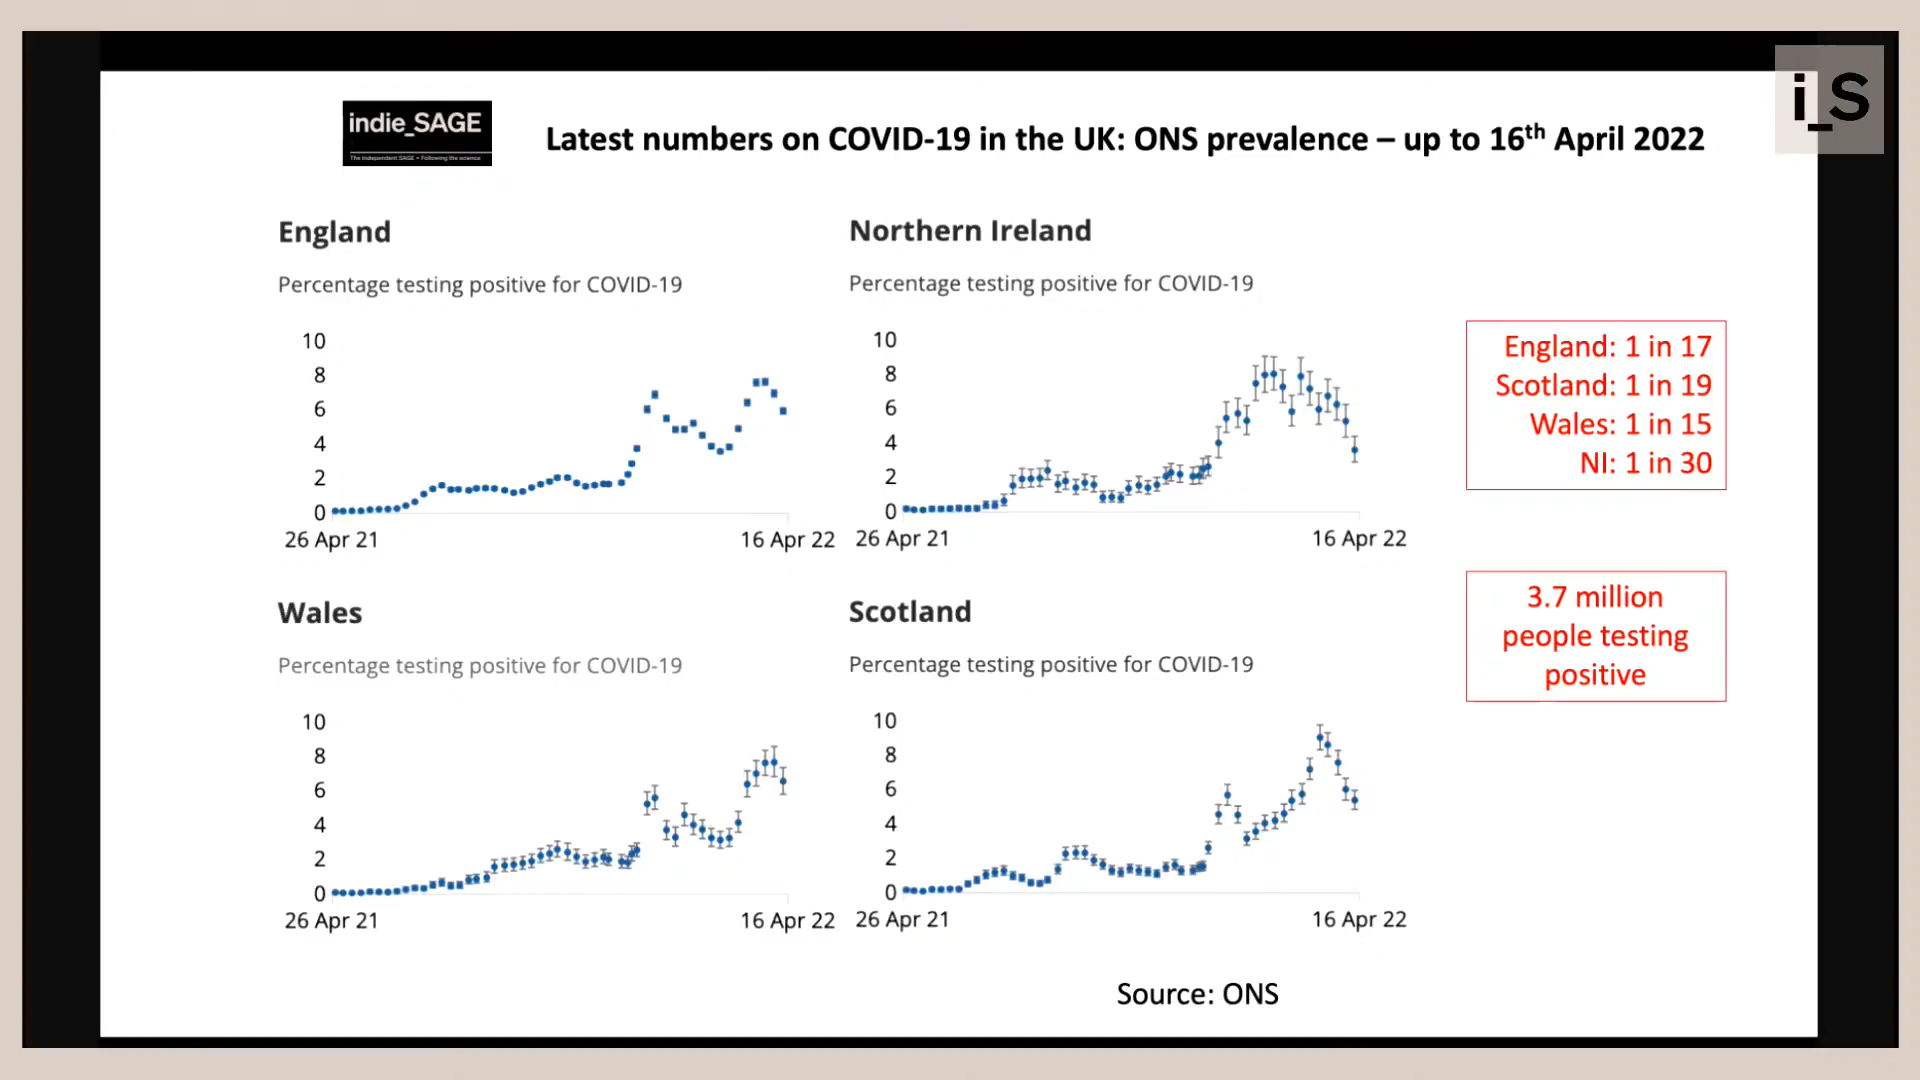 i_S
indie_SAGE
The Independent SAGE • Following the science
Latest numbers on COVID-19 in the UK: ONS prevalence – up to 16th April 2022
England
Percentage testing positive for COVID-19
10
8
6
4
2
0
26 Apr 21
16 Apr 22
Northern Ireland
Percentage testing positive for COVID-19
10
8
6
4
2
0
26 Apr 21
16 Apr 22
England: 1 in 17
Scotland: 1 in 19
Wales: 1 in 15
NI: 1 in 30
Wales
Percentage testing positive for COVID-19
10
8
6
4
2
0
26 Apr 21
16 Apr 22
Scotland
Percentage testing positive for COVID-19
10
8
6
4
2
0
26 Apr 21
16 Apr 22
3.7 million
people testing
positive
Source: ONS